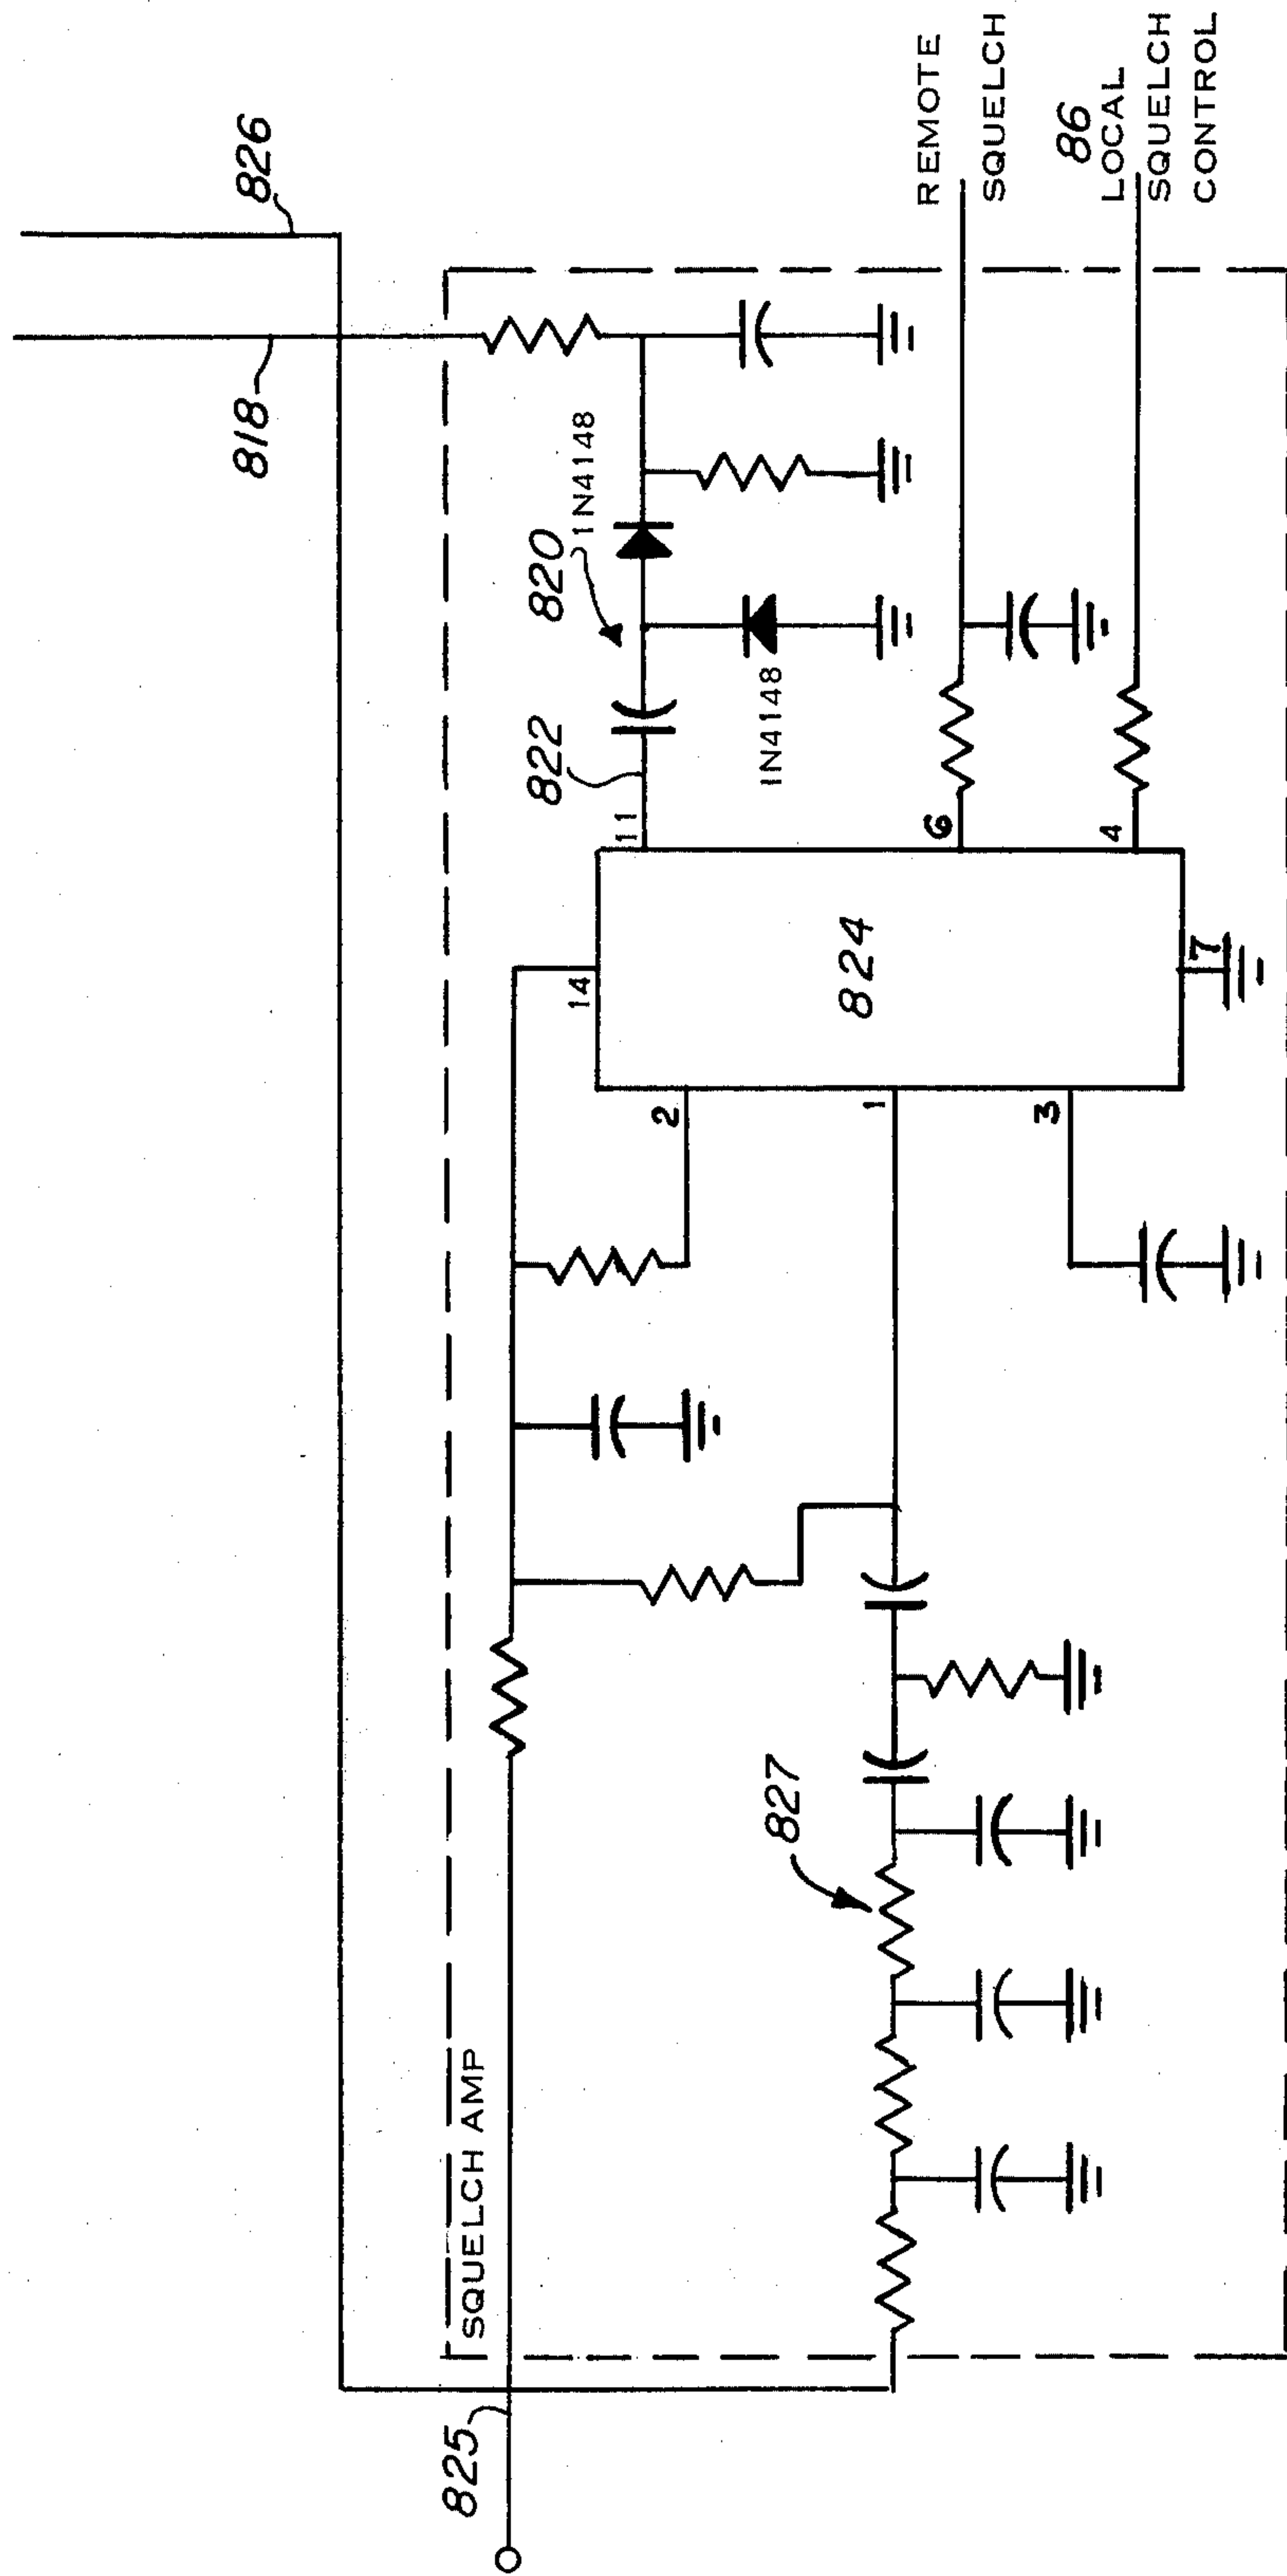 826
818
SQUELCH AMP
825
820
1N4148
822
1N4148
11
14
2
824
1
3
6
4
7
827
REMOTE
SQUELCH
86
LOCAL
SQUELCH
CONTROL